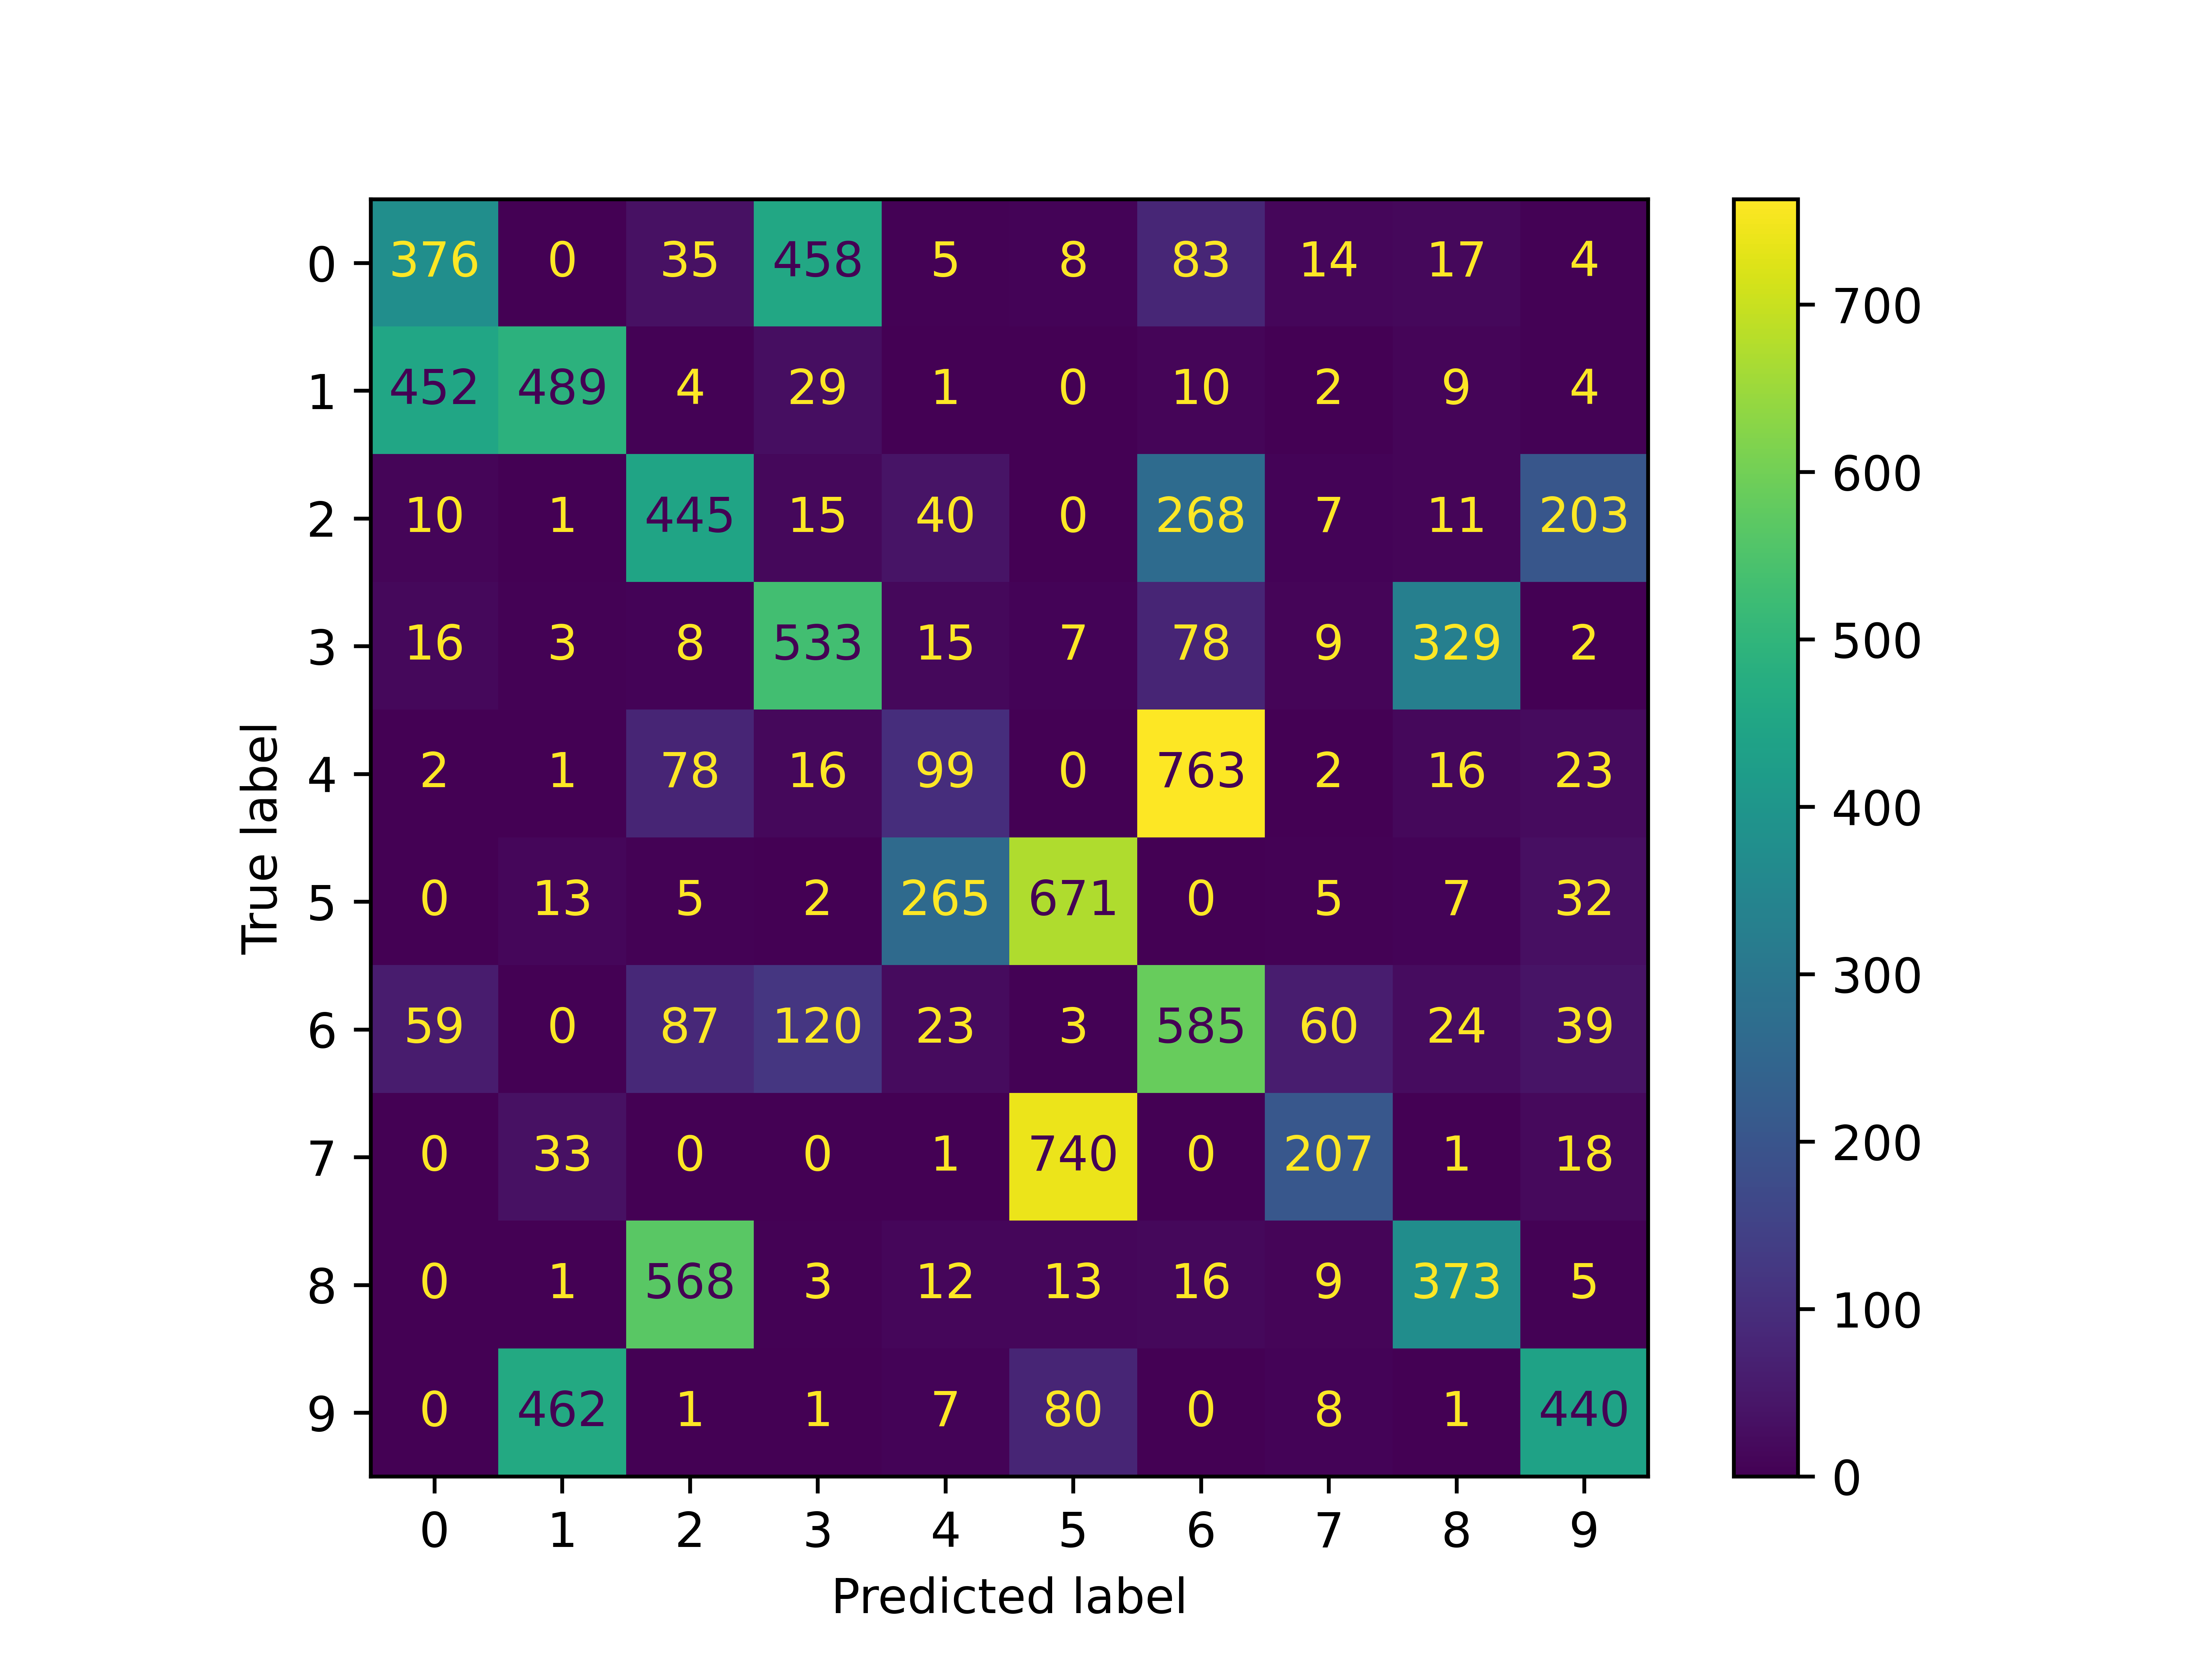 True label
0 376 0 35 458 5 8 83 14 17 4
1 452 489 4 29 1 0 10 2 9 4
2 10 1 445 15 40 0 268 7 11 203
3 16 3 8 533 15 7 78 9 329 2
4 2 1 78 16 99 0 763 2 16 23
5 0 13 5 2 265 671 0 5 7 32
6 59 0 87 120 23 3 585 60 24 39
7 0 33 0 0 1 740 0 207 1 18
8 0 1 568 3 12 13 16 9 373 5
9 0 462 1 1 7 80 0 8 1 440
0 1 2 3 4 5 6 7 8 9
Predicted label
700
600
500
400
300
200
100
0